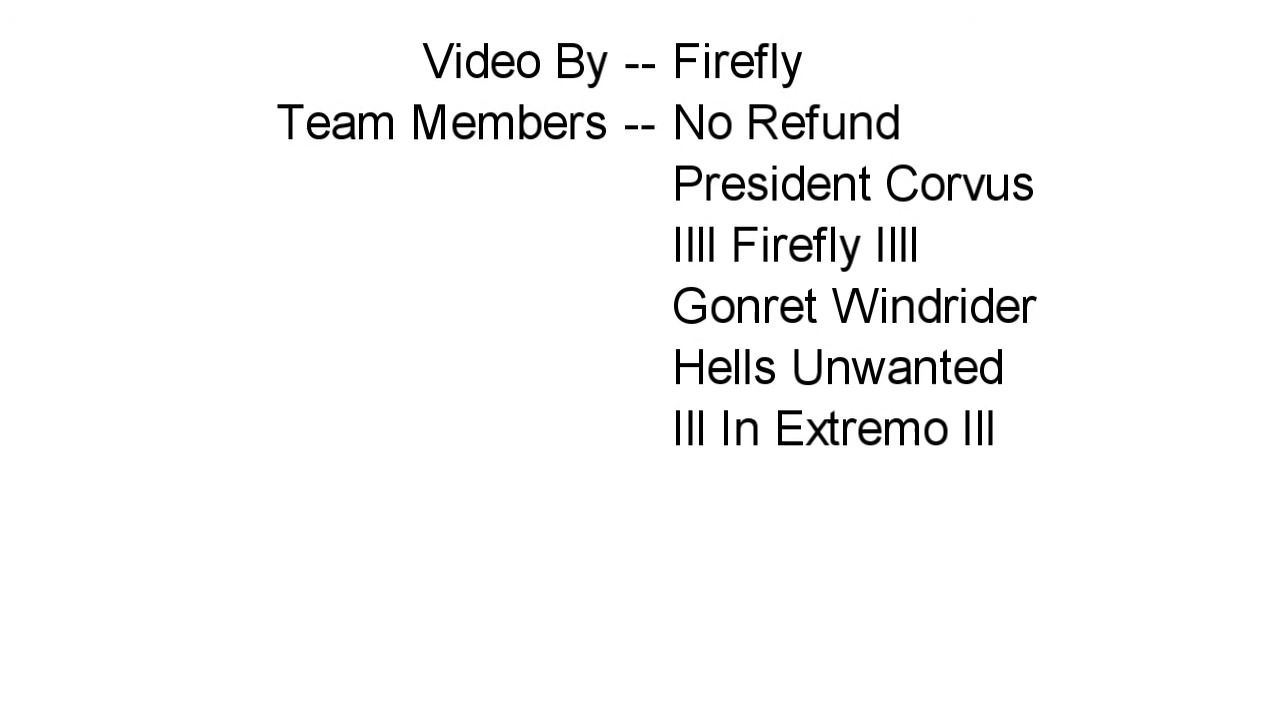 Video By -- Firefly
Team Members -- No Refund
President Corvus
IIII Firefly IIII
Gonret Windrider
Hells Unwanted
III In Extremo III